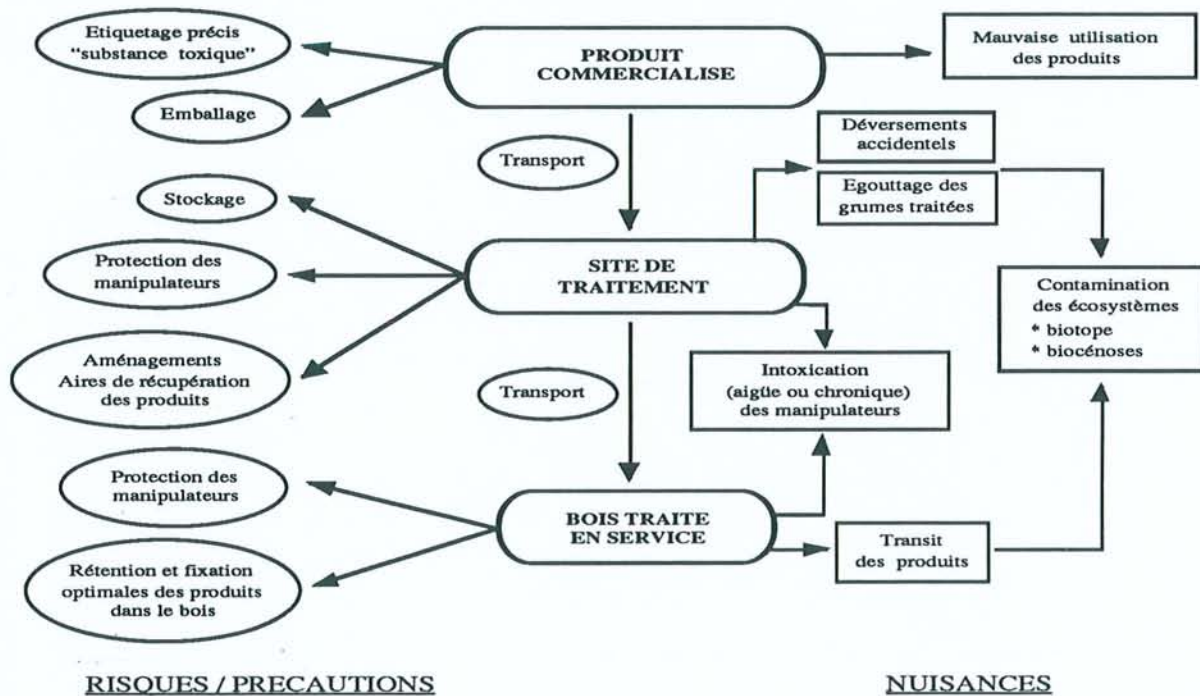 Etiquetage précis
"substance toxique"
PRODUIT
COMMERCIALISE
Mauvaise utilisation
des produits
Emballage
Transport
Déversements
accidentels
Egouttage des
grumes traitées
Stockage
Protection des
manipulateurs
SITE DE
TRAITEMENT
Contamination
des écosystèmes
* biotope
* biocénoses
Aménagements
Aires de récupération
des produits
Transport
Intoxication
(aigüe ou chronique)
des manipulateurs
Protection des
manipulateurs
BOIS TRAITE
EN SERVICE
Transit
des produits
Rétention et fixation
optimales des produits
dans le bois
RISQUES / PRECAUTIONS
NUISANCES